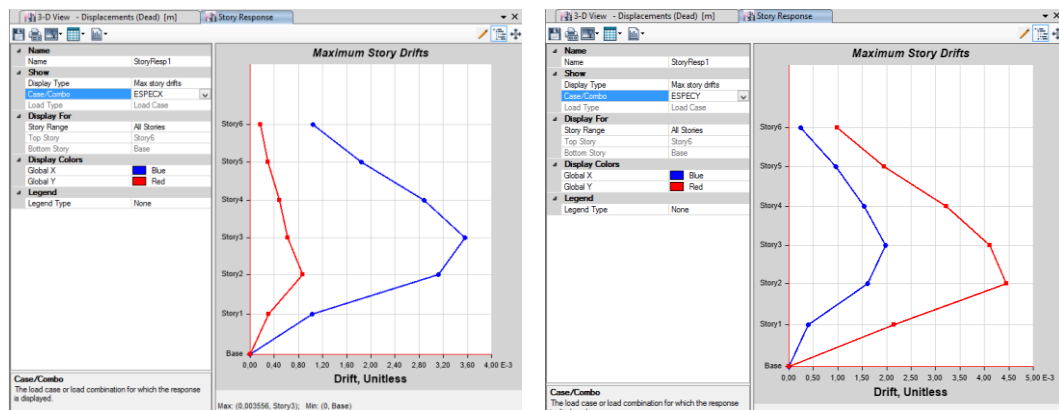 3-D View - Displacements (Dead) [m]
Story Response
Name
Name StoryResp1
Show
Display Type Max story drifts
Case/Combo ESPECX
Load Type Load Case
Display For
Story Range All Stories
Top Story Story6
Bottom Story Base
Display Colors
Global X Blue
Global Y Red
Legend
Legend Type None
Case/Combo
The load case or load combination for which the response
is displayed.
Maximum Story Drifts
Story6
Story5
Story4
Story3
Story2
Story1
Base
0,00 0,40 0,80 1,20 1,60 2,00 2,40 2,80 3,20 3,60 4,00 E-3
Drift, Unitless
Max: (0,003556, Story3); Min: (0, Base)
3-D View - Displacements (Dead) [m]
Story Response
Name
Name StoryResp1
Show
Display Type Max story drifts
Case/Combo ESPECY
Load Type Load Case
Display For
Story Range All Stories
Top Story Story6
Bottom Story Base
Display Colors
Global X Blue
Global Y Red
Legend
Legend Type None
Case/Combo
The load case or load combination for which the response
Maximum Story Drifts
Story6
Story5
Story4
Story3
Story2
Story1
Base
0,00 0,50 1,00 1,50 2,00 2,50 3,00 3,50 4,00 4,50 5,00 E-3
Drift, Unitless